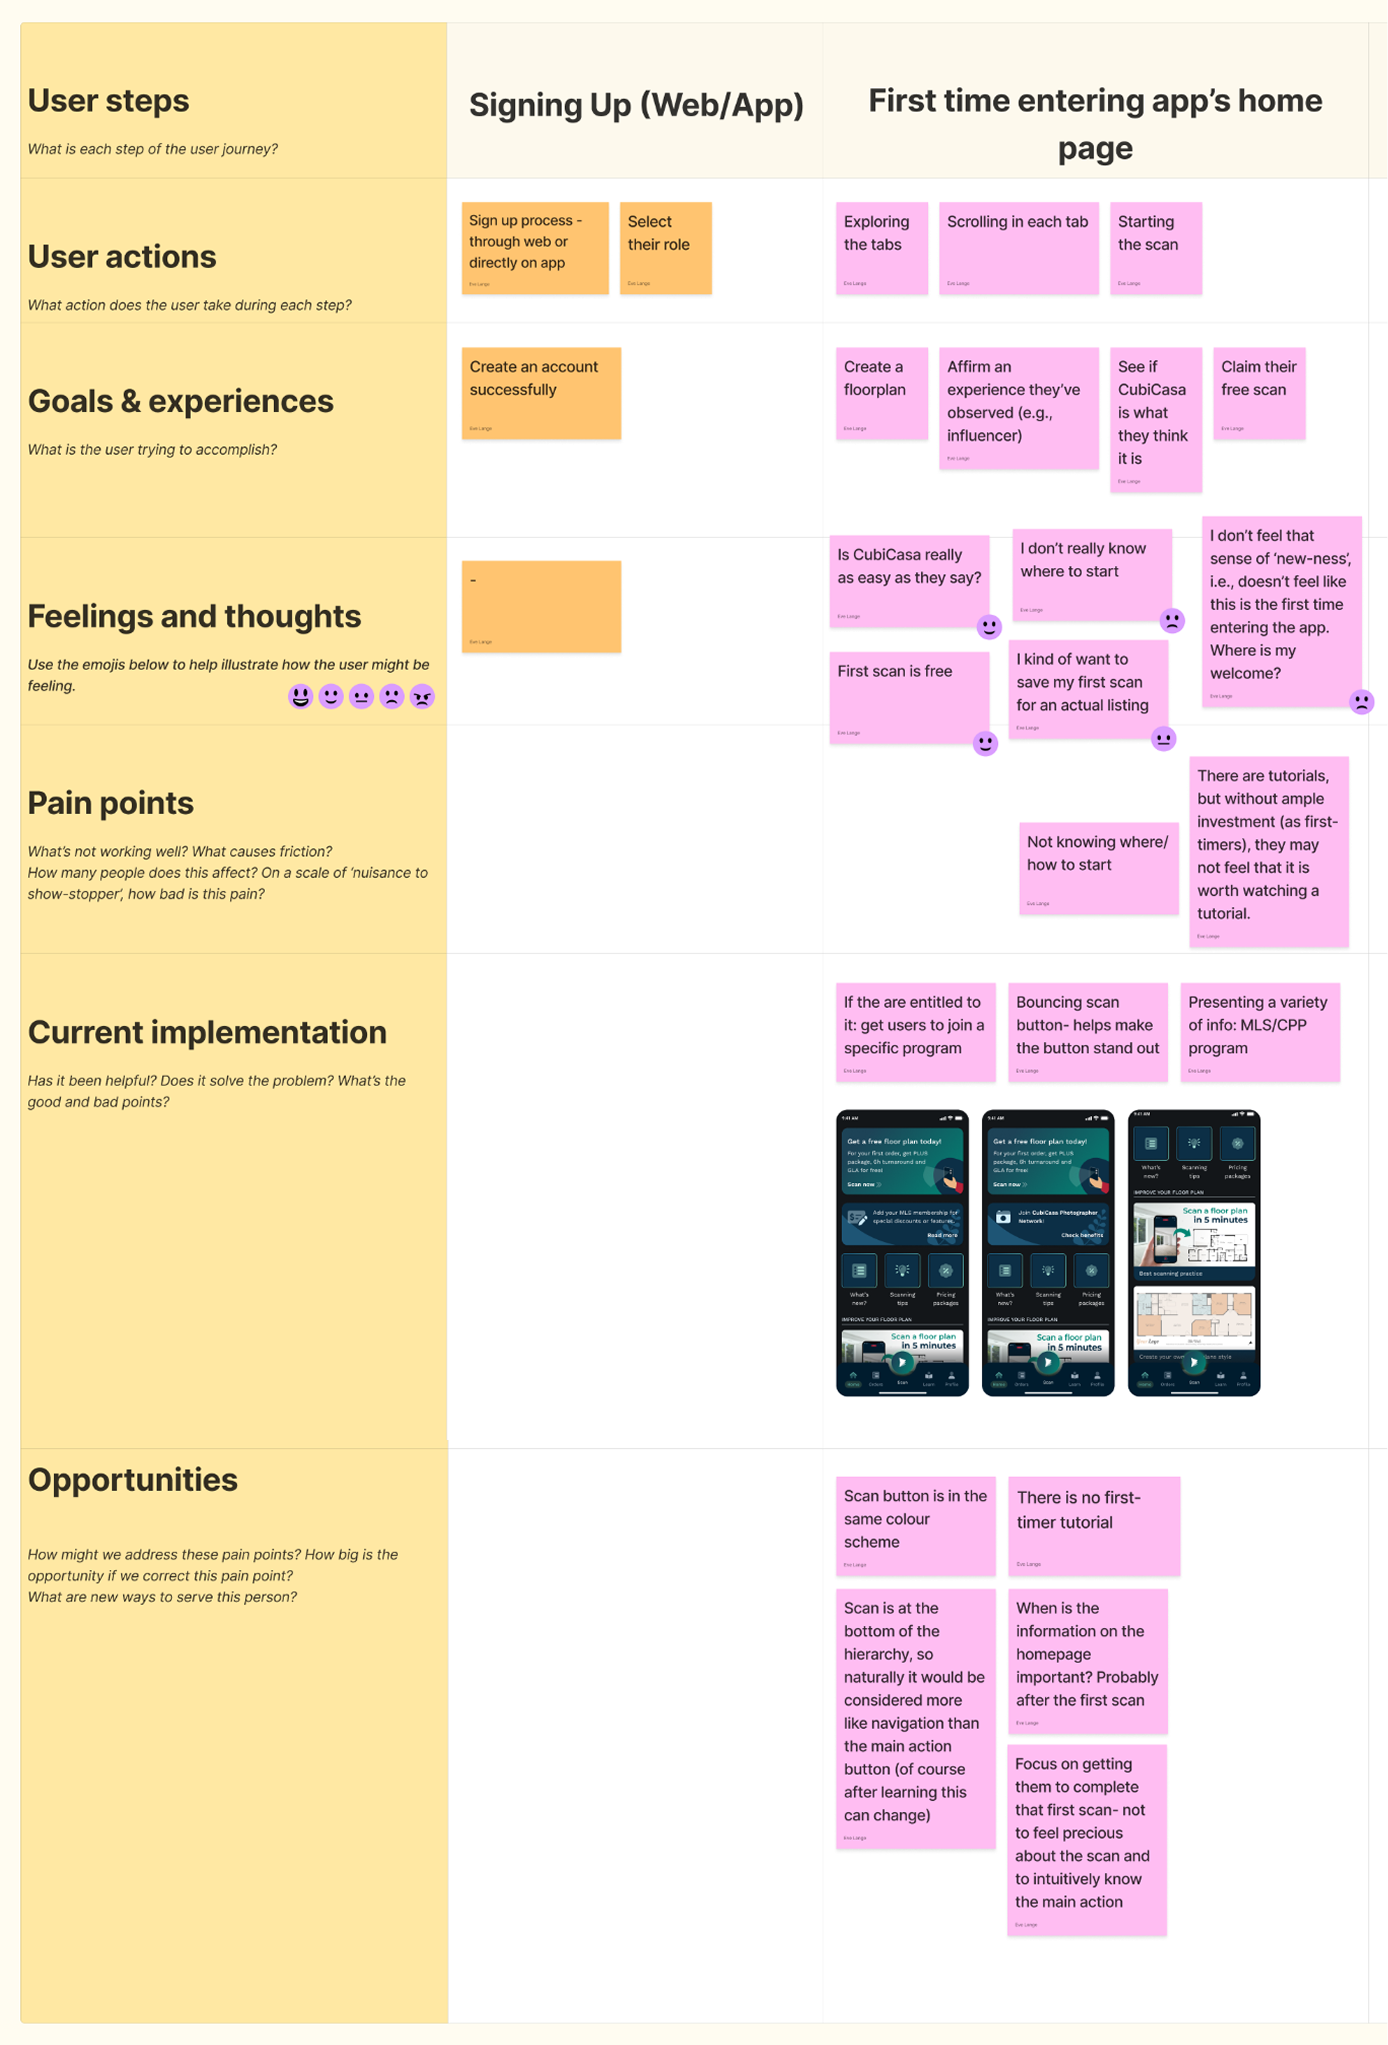 User steps
What is each step of the user journey?
Signing Up (Web/App)
First time entering app's home
page
User actions
What action does the user take during each step?
Sign up process -
through web or
directly on app
Eve Lange
Select
their role
Eve Lange
Exploring
the tabs
Eve Lange
Scrolling in each tab
Eve Lange
Starting
the scan
Eve Lange
Goals & experiences
What is the user trying to accomplish?
Create an account
successfully
Eve Lange
Create a
floorplan
Eve Lange
Affirm an
experience they've
observed (e.g.,
influencer)
Eve Lange
See if
CubiCasa
is what
they think
it is
Eve Lange
Claim their
free scan
Eve Lange
Feelings and thoughts
Use the emojis below to help illustrate how the user might be
feeling.
-
Eve Lange
Is CubiCasa really
as easy as they say?
Eve Lange
I don't really know
where to start
Eve Lange
I don't feel that
sense of 'new-ness',
i.e., doesn't feel like
this is the first time
entering the app.
Where is my
welcome?
Eve Lange
First scan is free
Eve Lange
I kind of want to
save my first scan
for an actual listing
Eve Lange
Pain points
What's not working well? What causes friction?
How many people does this affect? On a scale of 'nuisance to
show-stopper', how bad is this pain?
Not knowing where/
how to start
Eve Lange
There are tutorials,
but without ample
investment (as first-
timers), they may
not feel that it is
worth watching a
tutorial.
Eve Lange
Current implementation
Has it been helpful? Does it solve the problem? What's the
good and bad points?
If the are entitled to
it: get users to join a
specific program
Eve Lange
Bouncing scan
button- helps make
the button stand out
Eve Lange
Presenting a variety
of info: MLS/CPP
program
Eve Lange
9:41 AM
Get a free floor plan today!
For your first order, get PLUS
package, 6h turnaround and
GLA for free!
Scan now
Add your MLS membership for
special discounts or features.
Read more
What's
new?
Scanning
tips
Pricing
packages
IMPROVE YOUR FLOOR PLAN
Scan a floor plan
in 5 minutes
Home
Orders
Scan
Learn
Profile
9:41 AM
Get a free floor plan today!
For your first order, get PLUS
package, 6h turnaround and
GLA for free!
Scan now
Join CubiCasa Photographer
Network!
Check benefits
What's
new?
Scanning
tips
Pricing
packages
IMPROVE YOUR FLOOR PLAN
Scan a floor plan
in 5 minutes
Home
Orders
Scan
Learn
Profile
9:41 AM
What's
new?
Scanning
tips
Pricing
packages
IMPROVE YOUR FLOOR PLAN
Scan a floor plan
in 5 minutes
Best scanning practice
Create your own style
Home
Scan
Learn
Profile
Opportunities
How might we address these pain points? How big is the
opportunity if we correct this pain point?
What are new ways to serve this person?
Scan button is in the
same colour
scheme
Eve Lange
There is no first-
timer tutorial
Eve Lange
Scan is at the
bottom of the
hierarchy, so
naturally it would be
considered more
like navigation than
the main action
button (of course
after learning this
can change)
Eve Lange
When is the
information on the
homepage
important? Probably
after the first scan
Eve Lange
Focus on getting
them to complete
that first scan- not
to feel precious
about the scan and
to intuitively know
the main action
Eve Lange